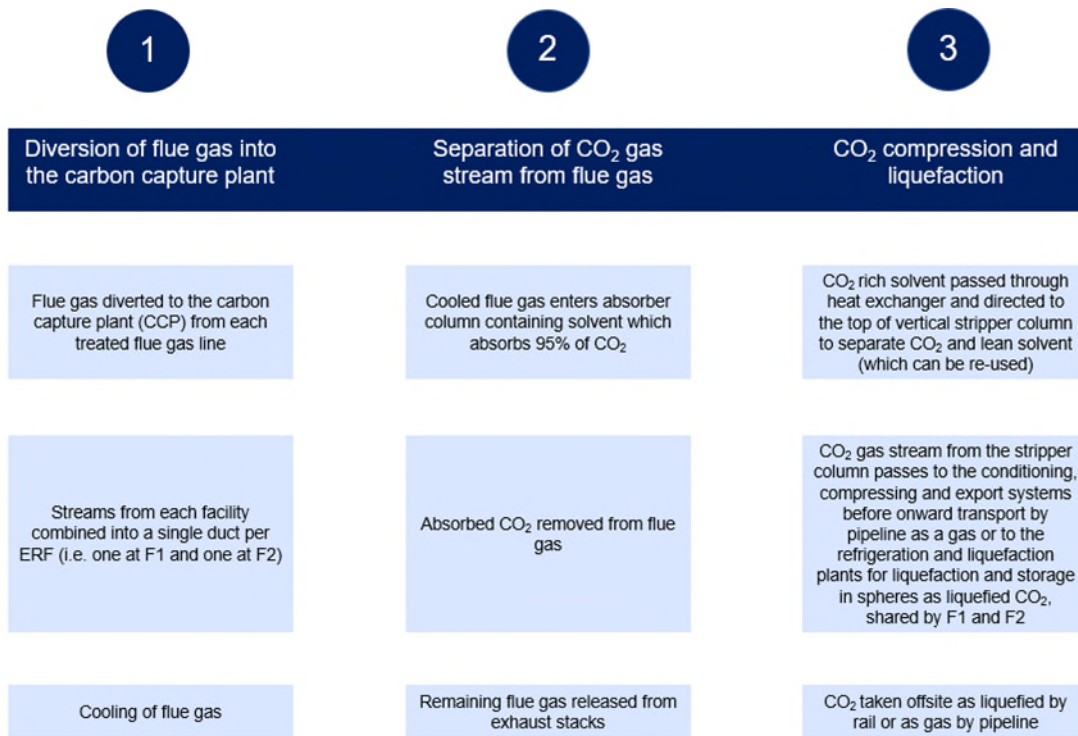 1
2
3
Diversion of flue gas into
the carbon capture plant
Separation of CO₂ gas
stream from flue gas
CO₂ compression and
liquefaction
Flue gas diverted to the carbon
capture plant (CCP) from each
treated flue gas line
Cooled flue gas enters absorber
column containing solvent which
absorbs 95% of CO₂
CO₂ rich solvent passed through
heat exchanger and directed to
the top of vertical stripper column
to separate CO₂ and lean solvent
(which can be re-used)
Streams from each facility
combined into a single duct per
ERF (i.e. one at F1 and one at F2)
Absorbed CO₂ removed from flue
gas
CO₂ gas stream from the stripper
column passes to the conditioning,
compressing and export systems
before onward transport by
pipeline as a gas or to the
refrigeration and liquefaction
plants for liquefaction and storage
in spheres as liquefied CO₂,
shared by F1 and F2
Cooling of flue gas
Remaining flue gas released from
exhaust stacks
CO₂ taken offsite as liquefied by
rail or as gas by pipeline